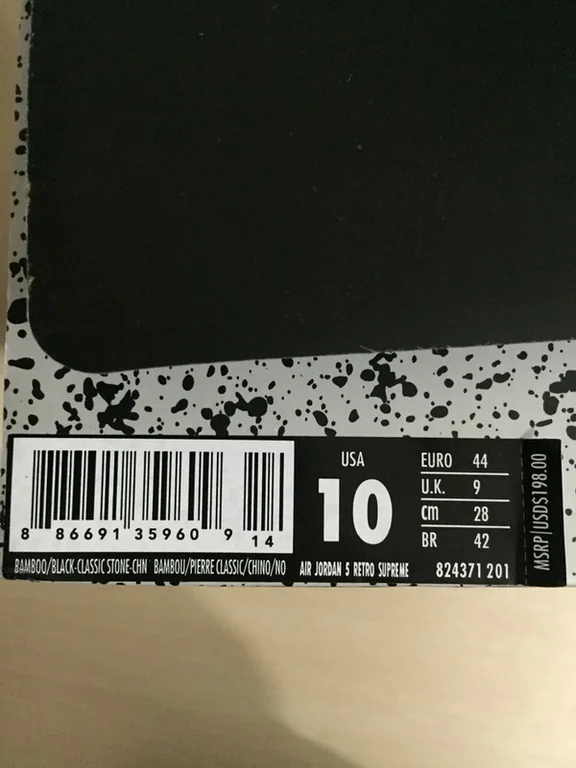 USA
10
EURO 44
U.K. 9
cm 28
BR 42
MSRP|USD$198.00
8 86691 35960 9 14
BAMBOO/BLACK-CLASSIC STONE-CHN BAMBOU/PIERRE CLASSIC/CHINO/NO
AIR JORDAN 5 RETRO SUPREME
824371 201